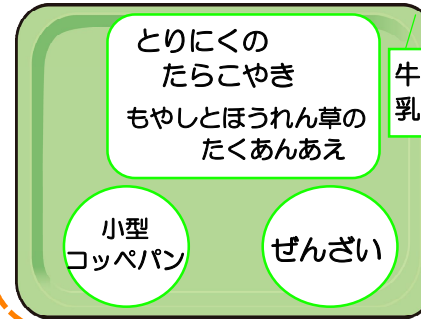 とりにくの
たらこやき
もやしとほうれん草の
たくあんあえ
牛
乳
小型
コッペパン
ぜんざい